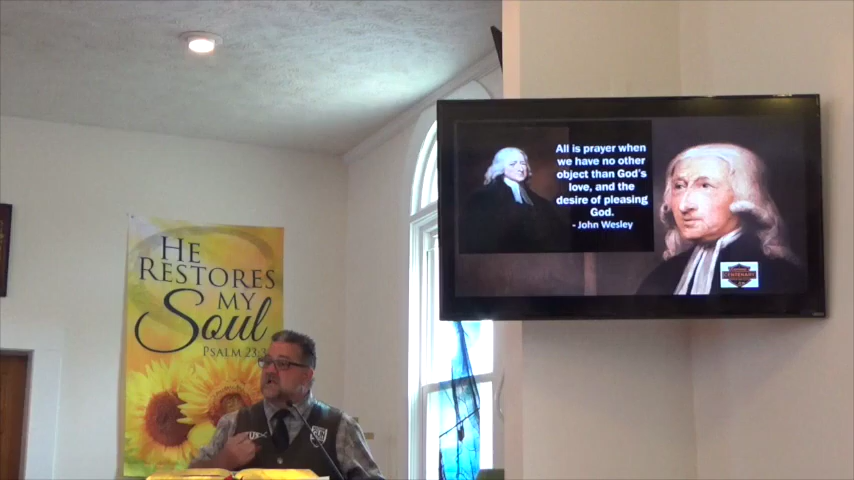 HE
RESTORES
MY
Soul
PSALM 23:3
All is prayer when
we have no other
object than God's
love, and the
desire of pleasing
God.
- John Wesley